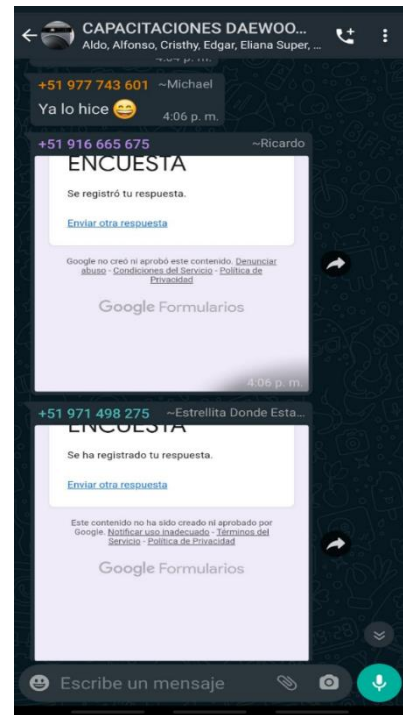 CAPACITACIONES DAEWOO...
Aldo, Alfonso, Cristhy, Edgar, Eliana Super, ...
4:04 p. m.
+51 977 743 601 ~Michael
Ya lo hice 😄
4:06 p. m.
+51 916 665 675 ~Ricardo
ENCUESTA
Se registró tu respuesta.
Enviar otra respuesta
Google no creó ni aprobó este contenido. Denunciar
abuso - Condiciones del Servicio - Política de
Privacidad
Google Formularios
4:06 p. m.
+51 971 498 275 ~Estrellita Donde Esta...
ENCUESTA
Se ha registrado tu respuesta.
Enviar otra respuesta
Este contenido no ha sido creado ni aprobado por
Google. Notificar uso inadecuado - Términos del
Servicio - Política de Privacidad
Google Formularios
Escribe un mensaje